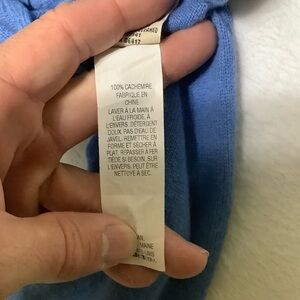 100% CACHEMIRE
FABRIQUE EN
CHINE
LAVER À LA MAIN À
L'EAU FROIDE, À
L'ENVERS. DÉTERGENT
DOUX. PAS D'EAU DE
JAVEL. REMETTRE EN
FORME ET SÉCHER À
PLAT. REPASSER À FER
TIÈDE SI BESOIN, SUR
L'ENVERS. PEUT ÊTRE
NETTOYÉ À SEC.